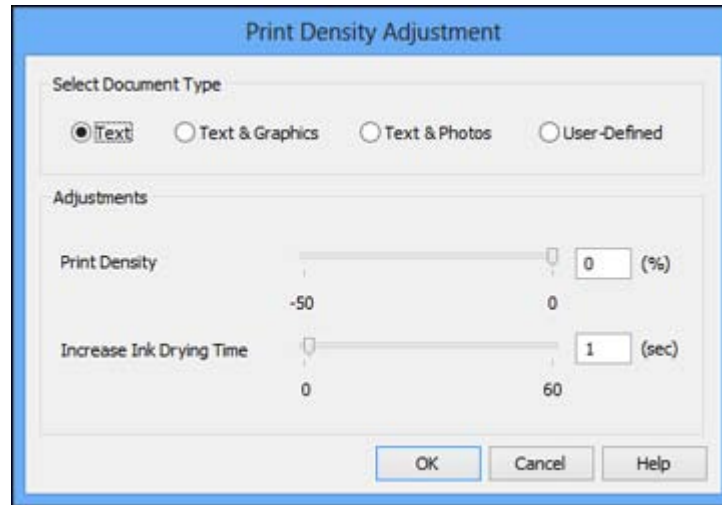 Print Density Adjustment
Select Document Type
Text Text & Graphics Text & Photos User-Defined
Adjustments
Print Density 0 (%)
-50 0
Increase Ink Drying Time 1 (sec)
0 60
OK Cancel Help